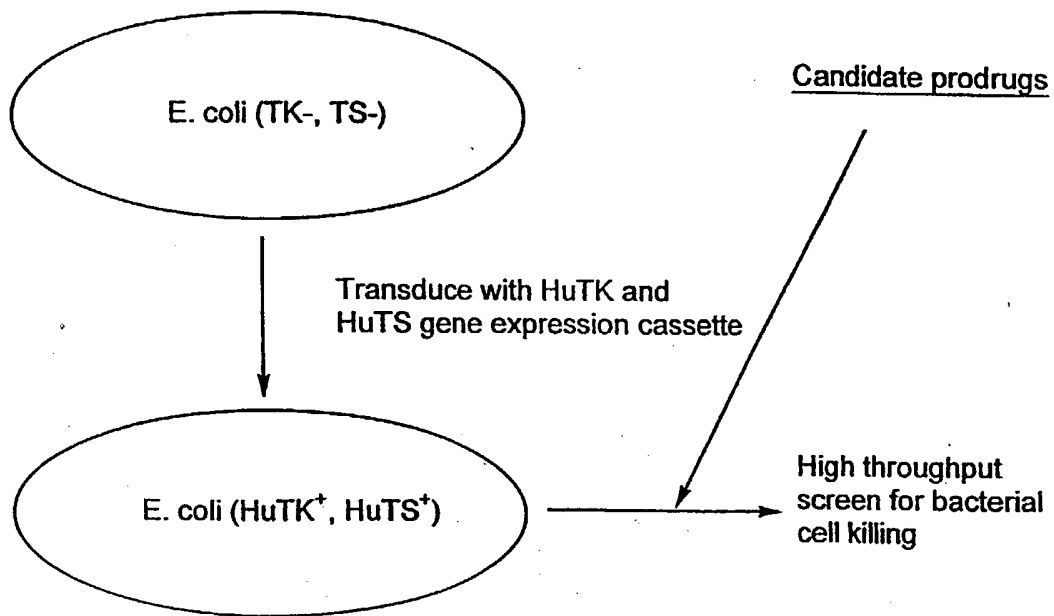 E. coli (TK-, TS-)
Candidate prodrugs
Transduce with HuTK and
HuTS gene expression cassette
E. coli (HuTK⁺, HuTS⁺)
High throughput
screen for bacterial
cell killing